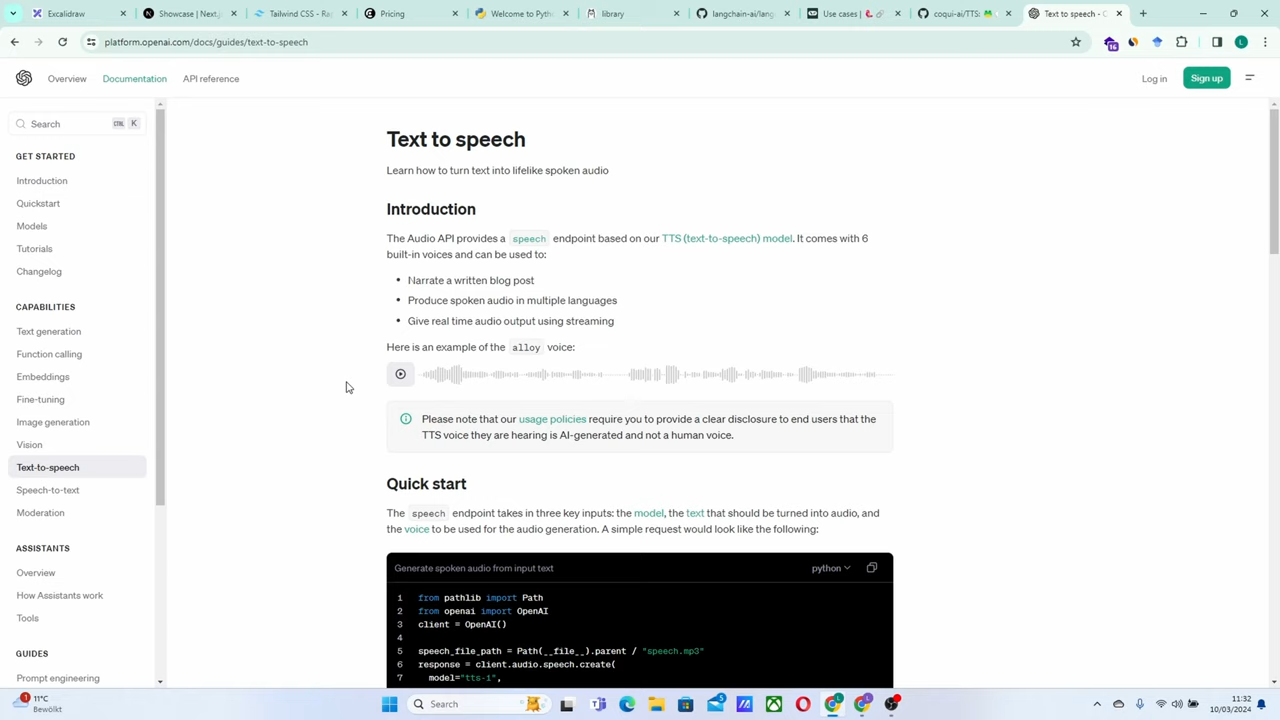 Excalidraw
Showcase | Next.j
Tailwind CSS - Ra
Pricing
Welcome to Pyth
library
langchain-ai/lang
Use cases |
coqui-ai/TTS:
Text to speech - O
platform.openai.com/docs/guides/text-to-speech
16
L
Overview
Documentation
API reference
Log in
Sign up
Search
CTRL
K
GET STARTED
Introduction
Quickstart
Models
Tutorials
Changelog
CAPABILITIES
Text generation
Function calling
Embeddings
Fine-tuning
Image generation
Vision
Text-to-speech
Speech-to-text
Moderation
ASSISTANTS
Overview
How Assistants work
Tools
GUIDES
Prompt engineering
Text to speech
Learn how to turn text into lifelike spoken audio
Introduction
The Audio API provides a speech endpoint based on our TTS (text-to-speech) model. It comes with 6
built-in voices and can be used to:
• Narrate a written blog post
• Produce spoken audio in multiple languages
• Give real time audio output using streaming
Here is an example of the alloy voice:
Please note that our usage policies require you to provide a clear disclosure to end users that the
TTS voice they are hearing is AI-generated and not a human voice.
Quick start
The speech endpoint takes in three key inputs: the model, the text that should be turned into audio, and
the voice to be used for the audio generation. A simple request would look like the following:
Generate spoken audio from input text
python
1 from pathlib import Path
2 from openai import OpenAI
3 client = OpenAI()
4
5 speech_file_path = Path(__file__).parent / "speech.mp3"
6 response = client.audio.speech.create(
7 model="tts-1",
1
11°C
Bewölkt
Search
11:32
10/03/2024